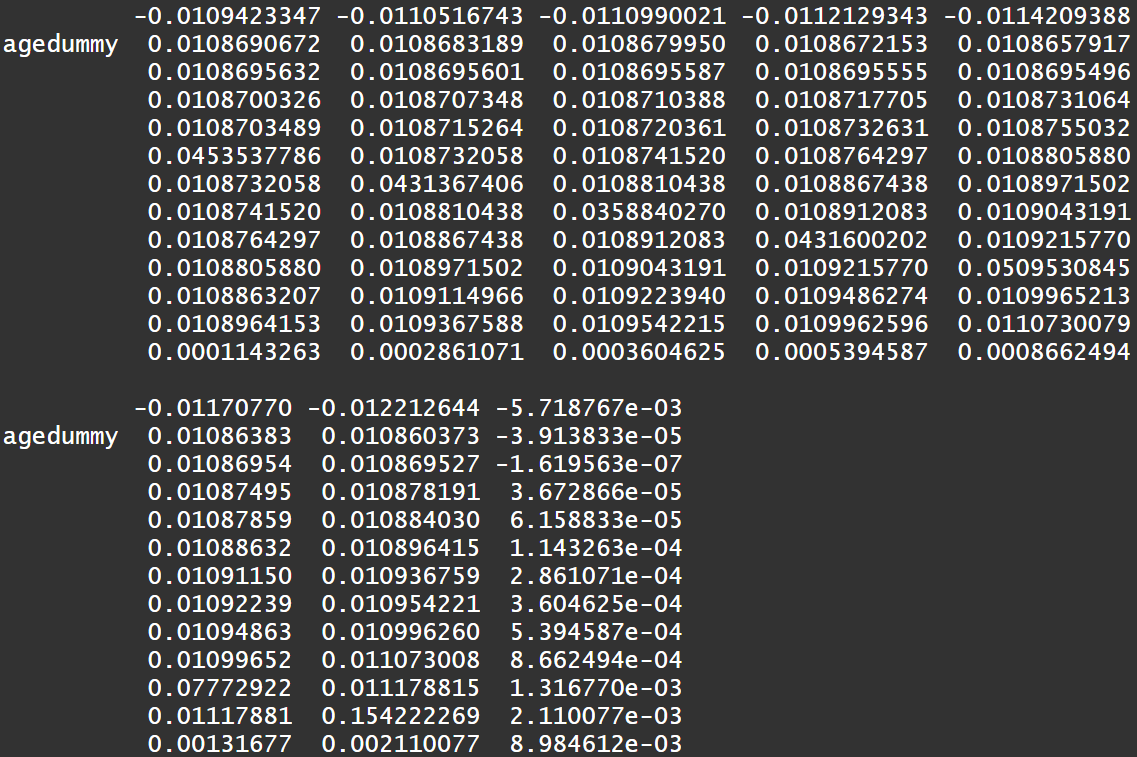 -0.0109423347 -0.0110516743 -0.0110990021 -0.0112129343 -0.0114209388
agedummy 0.0108690672 0.0108683189 0.0108679950 0.0108672153 0.0108657917
0.0108695632 0.0108695601 0.0108695587 0.0108695555 0.0108695496
0.0108700326 0.0108707348 0.0108710388 0.0108717705 0.0108731064
0.0108703489 0.0108715264 0.0108720361 0.0108732631 0.0108755032
0.0453537786 0.0108732058 0.0108741520 0.0108764297 0.0108805880
0.0108732058 0.0431367406 0.0108810438 0.0108867438 0.0108971502
0.0108741520 0.0108810438 0.0358840270 0.0108912083 0.0109043191
0.0108764297 0.0108867438 0.0108912083 0.0431600202 0.0109215770
0.0108805880 0.0108971502 0.0109043191 0.0109215770 0.0509530845
0.0108863207 0.0109114966 0.0109223940 0.0109486274 0.0109965213
0.0108964153 0.0109367588 0.0109542215 0.0109962596 0.0110730079
0.0001143263 0.0002861071 0.0003604625 0.0005394587 0.0008662494
-0.01170770 -0.012212644 -5.718767e-03
agedummy 0.01086383 0.010860373 -3.913833e-05
0.01086954 0.010869527 -1.619563e-07
0.01087495 0.010878191 3.672866e-05
0.01087859 0.010884030 6.158833e-05
0.01088632 0.010896415 1.143263e-04
0.01091150 0.010936759 2.861071e-04
0.01092239 0.010954221 3.604625e-04
0.01094863 0.010996260 5.394587e-04
0.01099652 0.011073008 8.662494e-04
0.07772922 0.011178815 1.316770e-03
0.01117881 0.154222269 2.110077e-03
0.00131677 0.002110077 8.984612e-03